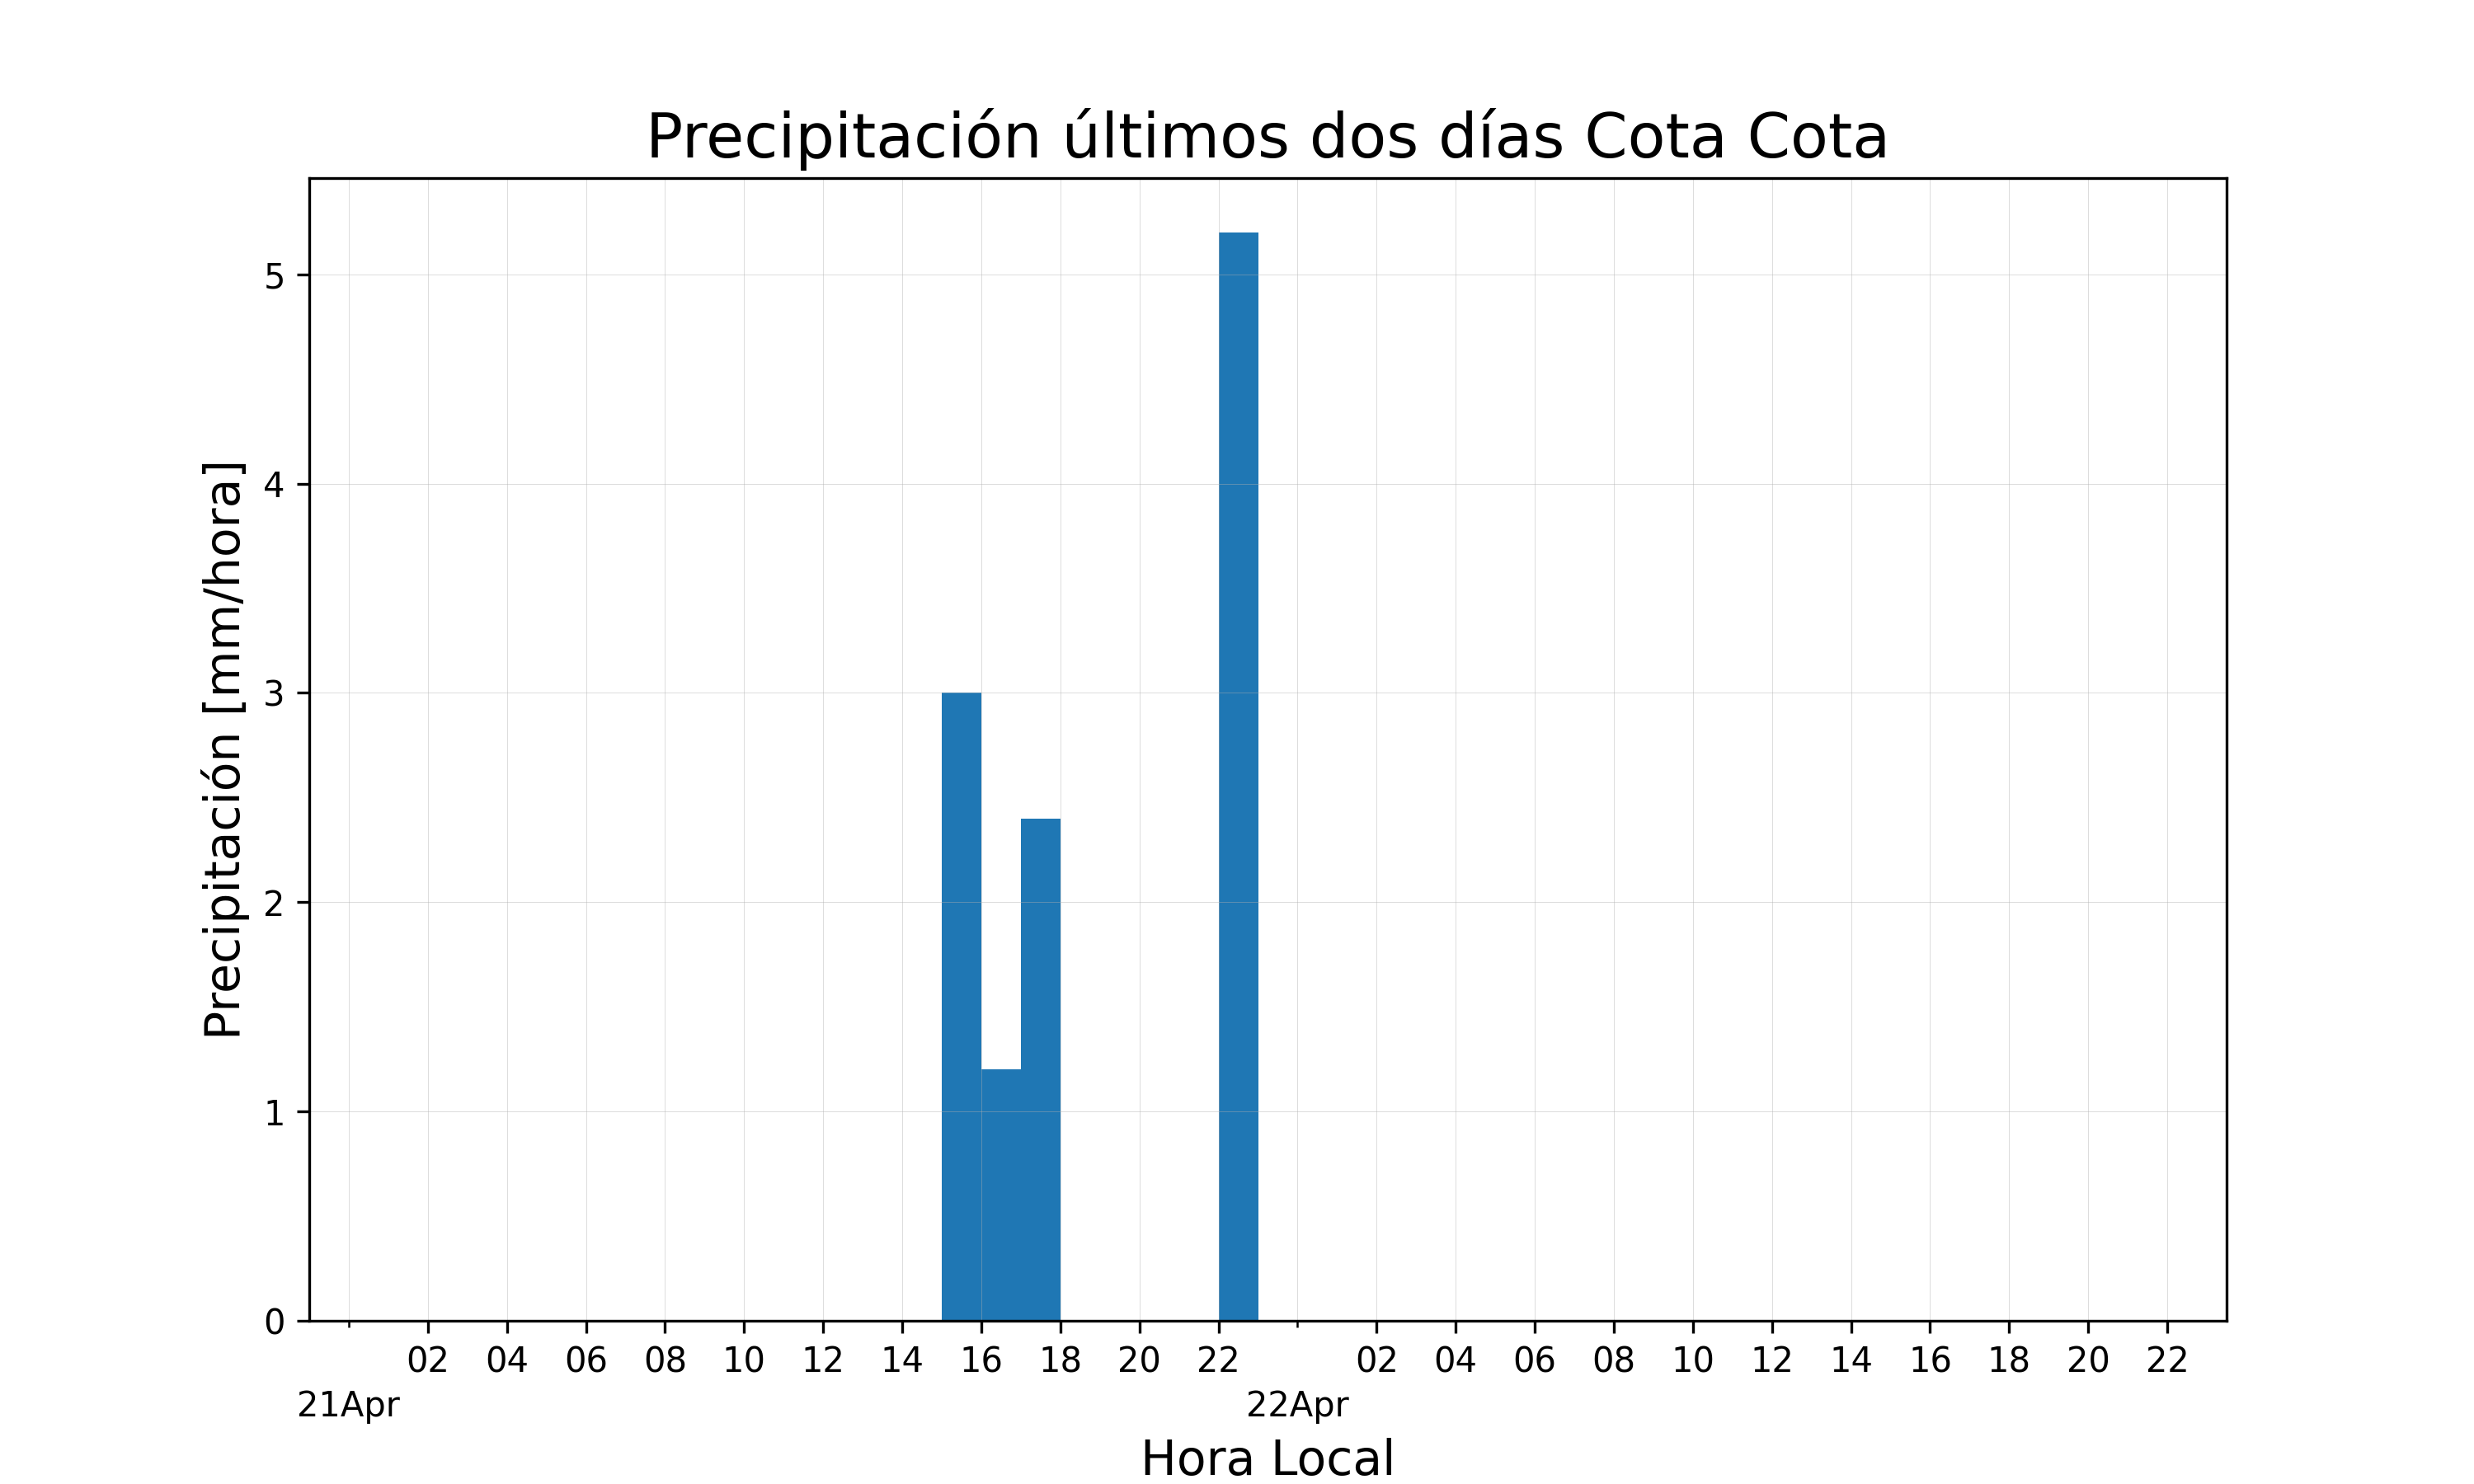 Precipitación últimos dos días Cota Cota
Precipitación [mm/hora]
5
4
3
2
1
0
02 04 06 08 10 12 14 16 18 20 22 02 04 06 08 10 12 14 16 18 20 22
21Apr 22Apr
Hora Local